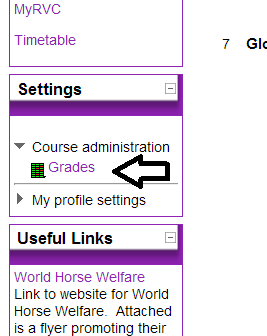 MyRVC
Timetable
7 Glo
Settings
Course administration
Grades
My profile settings
Useful Links
World Horse Welfare
Link to website for World
Horse Welfare. Attached
is a flyer promoting their